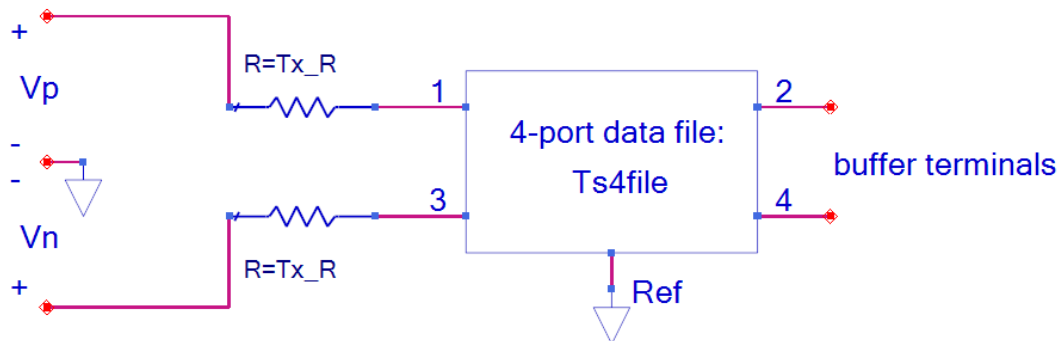 +
Vp
-
-
Vn
+
R=Tx_R
R=Tx_R
1
3
4-port data file:
Ts4file
2
4
Ref
buffer terminals